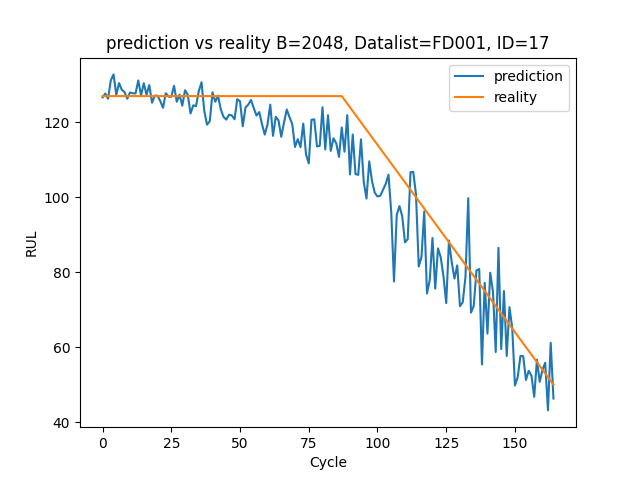 prediction vs reality B=2048, Datalist=FD001, ID=17
prediction
reality
RUL
120
100
80
60
40
0 25 50 75 100 125 150
Cycle